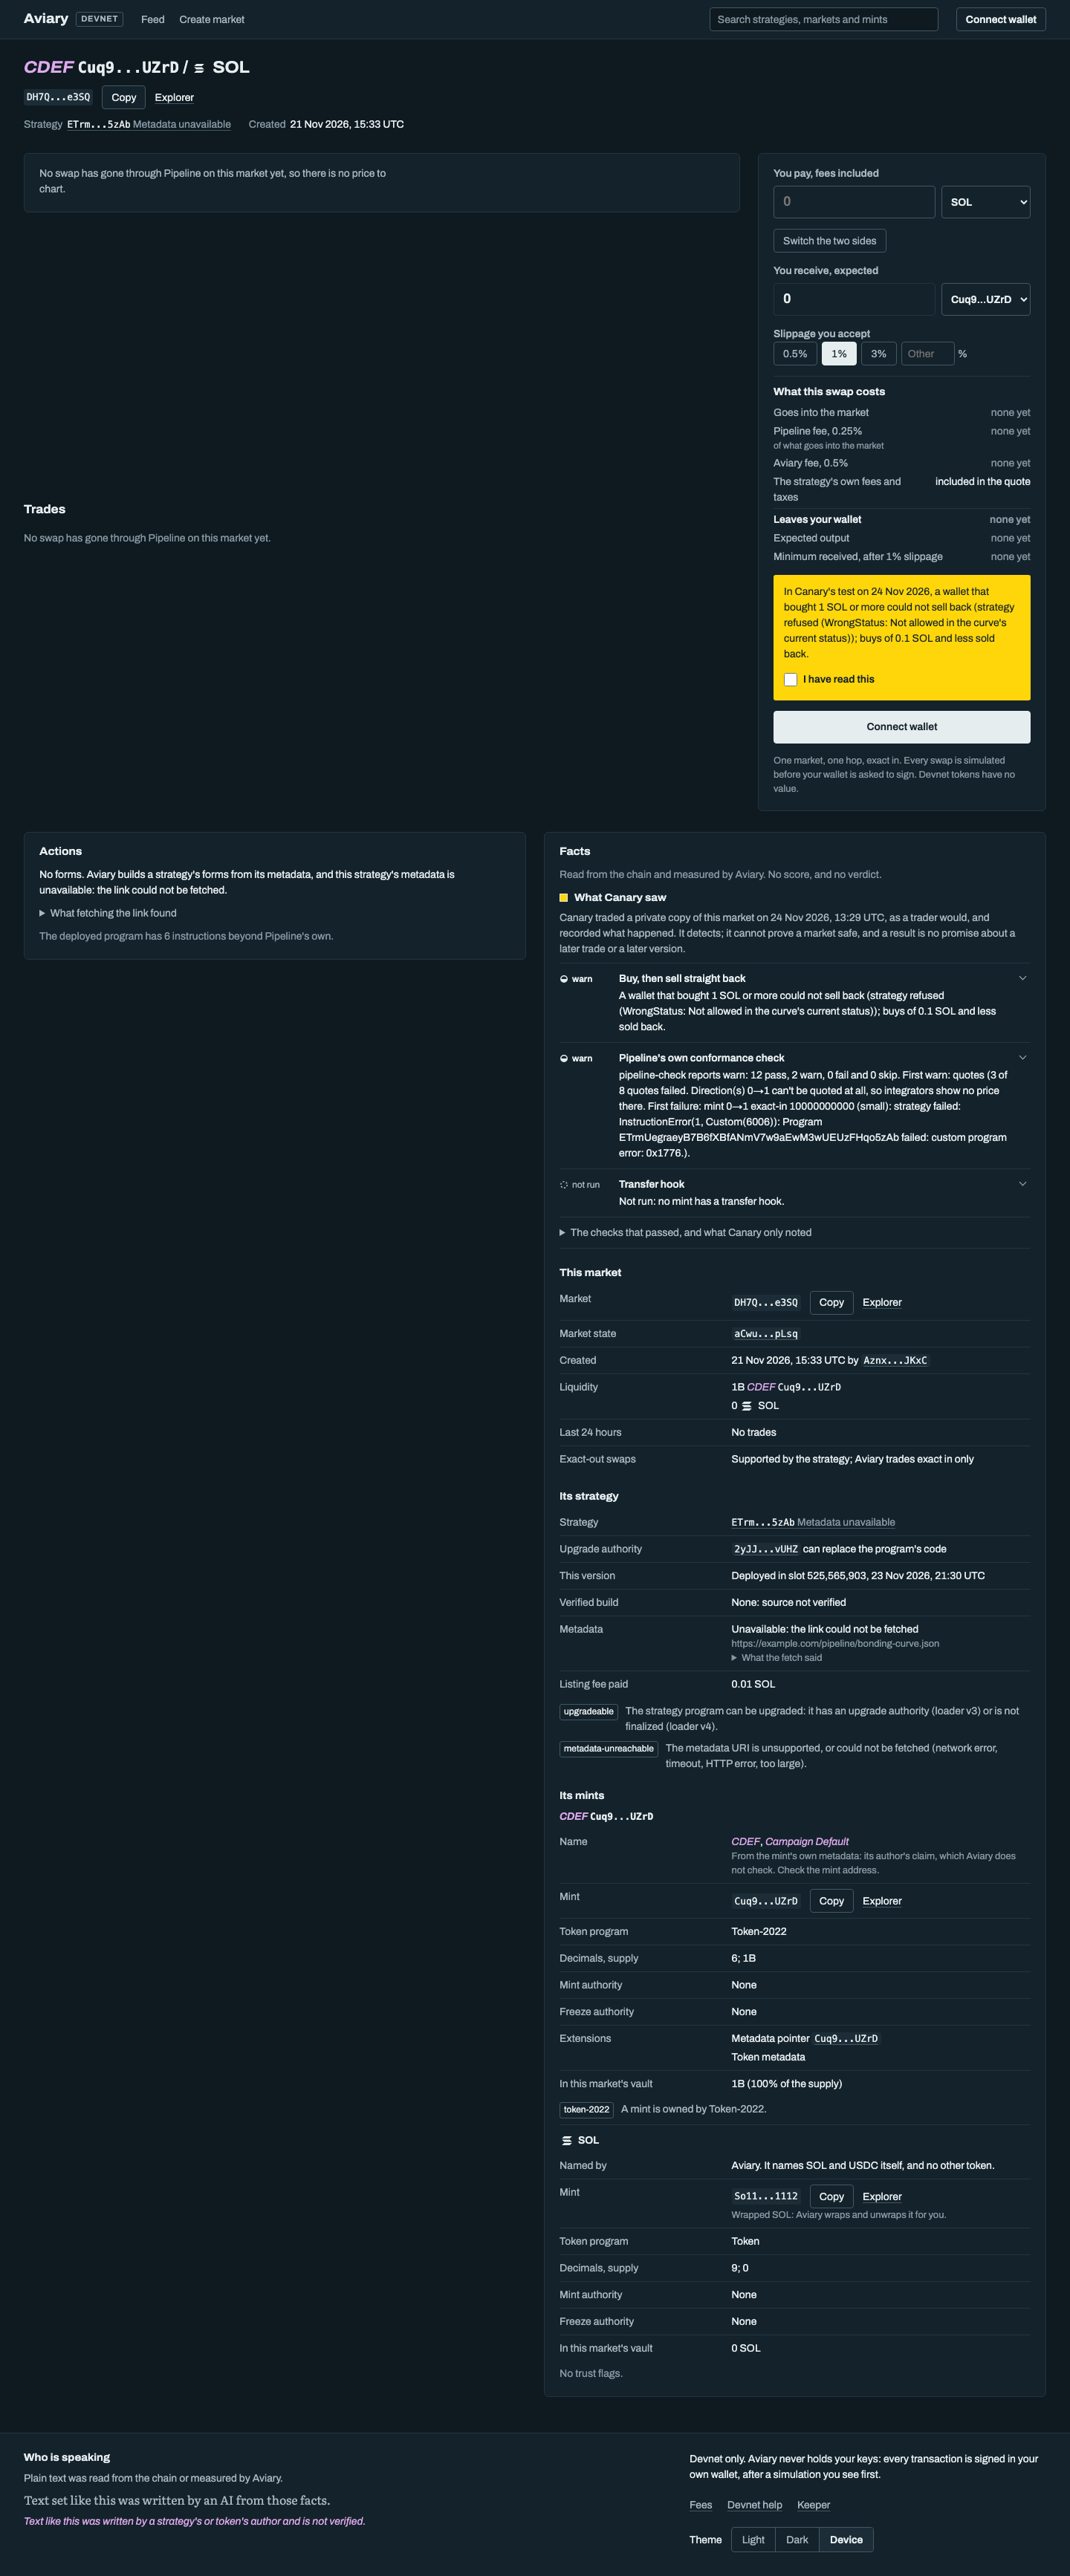 Aviary DEVNET Feed Create market Search strategies, markets and mints Connect wallet
CDEF Cuq9...UZrD / SOL
DH7Q...e3SQ Copy Explorer
Strategy ETrm...5zAb Metadata unavailable Created 21 Nov 2026, 15:33 UTC
No swap has gone through Pipeline on this market yet, so there is no price to
chart.
Trades
No swap has gone through Pipeline on this market yet.
You pay, fees included
0 SOL
Switch the two sides
You receive, expected
0 Cuq9...UZrD
Slippage you accept
0.5% 1% 3% Other %
What this swap costs
Goes into the market none yet
Pipeline fee, 0.25% none yet
of what goes into the market
Aviary fee, 0.5% none yet
The strategy's own fees and included in the quote
taxes
Leaves your wallet none yet
Expected output none yet
Minimum received, after 1% slippage none yet
In Canary's test on 24 Nov 2026, a wallet that
bought 1 SOL or more could not sell back (strategy
refused (WrongStatus: Not allowed in the curve's
current status)); buys of 0.1 SOL and less sold
back.
I have read this
Connect wallet
One market, one hop, exact in. Every swap is simulated
before your wallet is asked to sign. Devnet tokens have no
value.
Actions
No forms. Aviary builds a strategy's forms from its metadata, and this strategy's metadata is
unavailable: the link could not be fetched.
What fetching the link found
The deployed program has 6 instructions beyond Pipeline's own.
Facts
Read from the chain and measured by Aviary. No score, and no verdict.
What Canary saw
Canary traded a private copy of this market on 24 Nov 2026, 13:29 UTC, as a trader would, and
recorded what happened. It detects; it cannot prove a market safe, and a result is no promise about a
later trade or a later version.
warn Buy, then sell straight back
A wallet that bought 1 SOL or more could not sell back (strategy refused
(WrongStatus: Not allowed in the curve's current status)); buys of 0.1 SOL and less
sold back.
warn Pipeline's own conformance check
pipeline-check reports warn: 12 pass, 2 warn, 0 fail and 0 skip. First warn: quotes (3 of
8 quotes failed. Direction(s) 0→1 can't be quoted at all, so integrators show no price
there. First failure: mint 0→1 exact-in 10000000000 (small): strategy failed:
InstructionError(1, Custom(6006)): Program
ETrmUegraeyB7B6fXBfANmV7w9aEwM3wUEUzFHqo5zAb failed: custom program
error: 0x1776.).
not run Transfer hook
Not run: no mint has a transfer hook.
The checks that passed, and what Canary only noted
This market
Market DH7Q...e3SQ Copy Explorer
Market state aCwu...pLsq
Created 21 Nov 2026, 15:33 UTC by Aznx...JKxC
Liquidity 1B CDEF Cuq9...UZrD
0 SOL
Last 24 hours No trades
Exact-out swaps Supported by the strategy; Aviary trades exact in only
Its strategy
Strategy ETrm...5zAb Metadata unavailable
Upgrade authority 2yJJ...vUHZ can replace the program's code
This version Deployed in slot 525,565,903, 23 Nov 2026, 21:30 UTC
Verified build None: source not verified
Metadata Unavailable: the link could not be fetched
https://example.com/pipeline/bonding-curve.json
What the fetch said
Listing fee paid 0.01 SOL
upgradeable The strategy program can be upgraded: it has an upgrade authority (loader v3) or is not
finalized (loader v4).
metadata-unreachable The metadata URI is unsupported, or could not be fetched (network error,
timeout, HTTP error, too large).
Its mints
CDEF Cuq9...UZrD
Name CDEF, Campaign Default
From the mint's own metadata: its author's claim, which Aviary does
not check. Check the mint address.
Mint Cuq9...UZrD Copy Explorer
Token program Token-2022
Decimals, supply 6; 1B
Mint authority None
Freeze authority None
Extensions Metadata pointer Cuq9...UZrD
Token metadata
In this market's vault 1B (100% of the supply)
token-2022 A mint is owned by Token-2022.
SOL
Named by Aviary. It names SOL and USDC itself, and no other token.
Mint So11...1112 Copy Explorer
Wrapped SOL: Aviary wraps and unwraps it for you.
Token program Token
Decimals, supply 9; 0
Mint authority None
Freeze authority None
In this market's vault 0 SOL
No trust flags.
Who is speaking
Plain text was read from the chain or measured by Aviary.
Text set like this was written by an AI from those facts.
Text like this was written by a strategy's or token's author and is not verified.
Devnet only. Aviary never holds your keys: every transaction is signed in your
own wallet, after a simulation you see first.
Fees Devnet help Keeper
Theme Light Dark Device